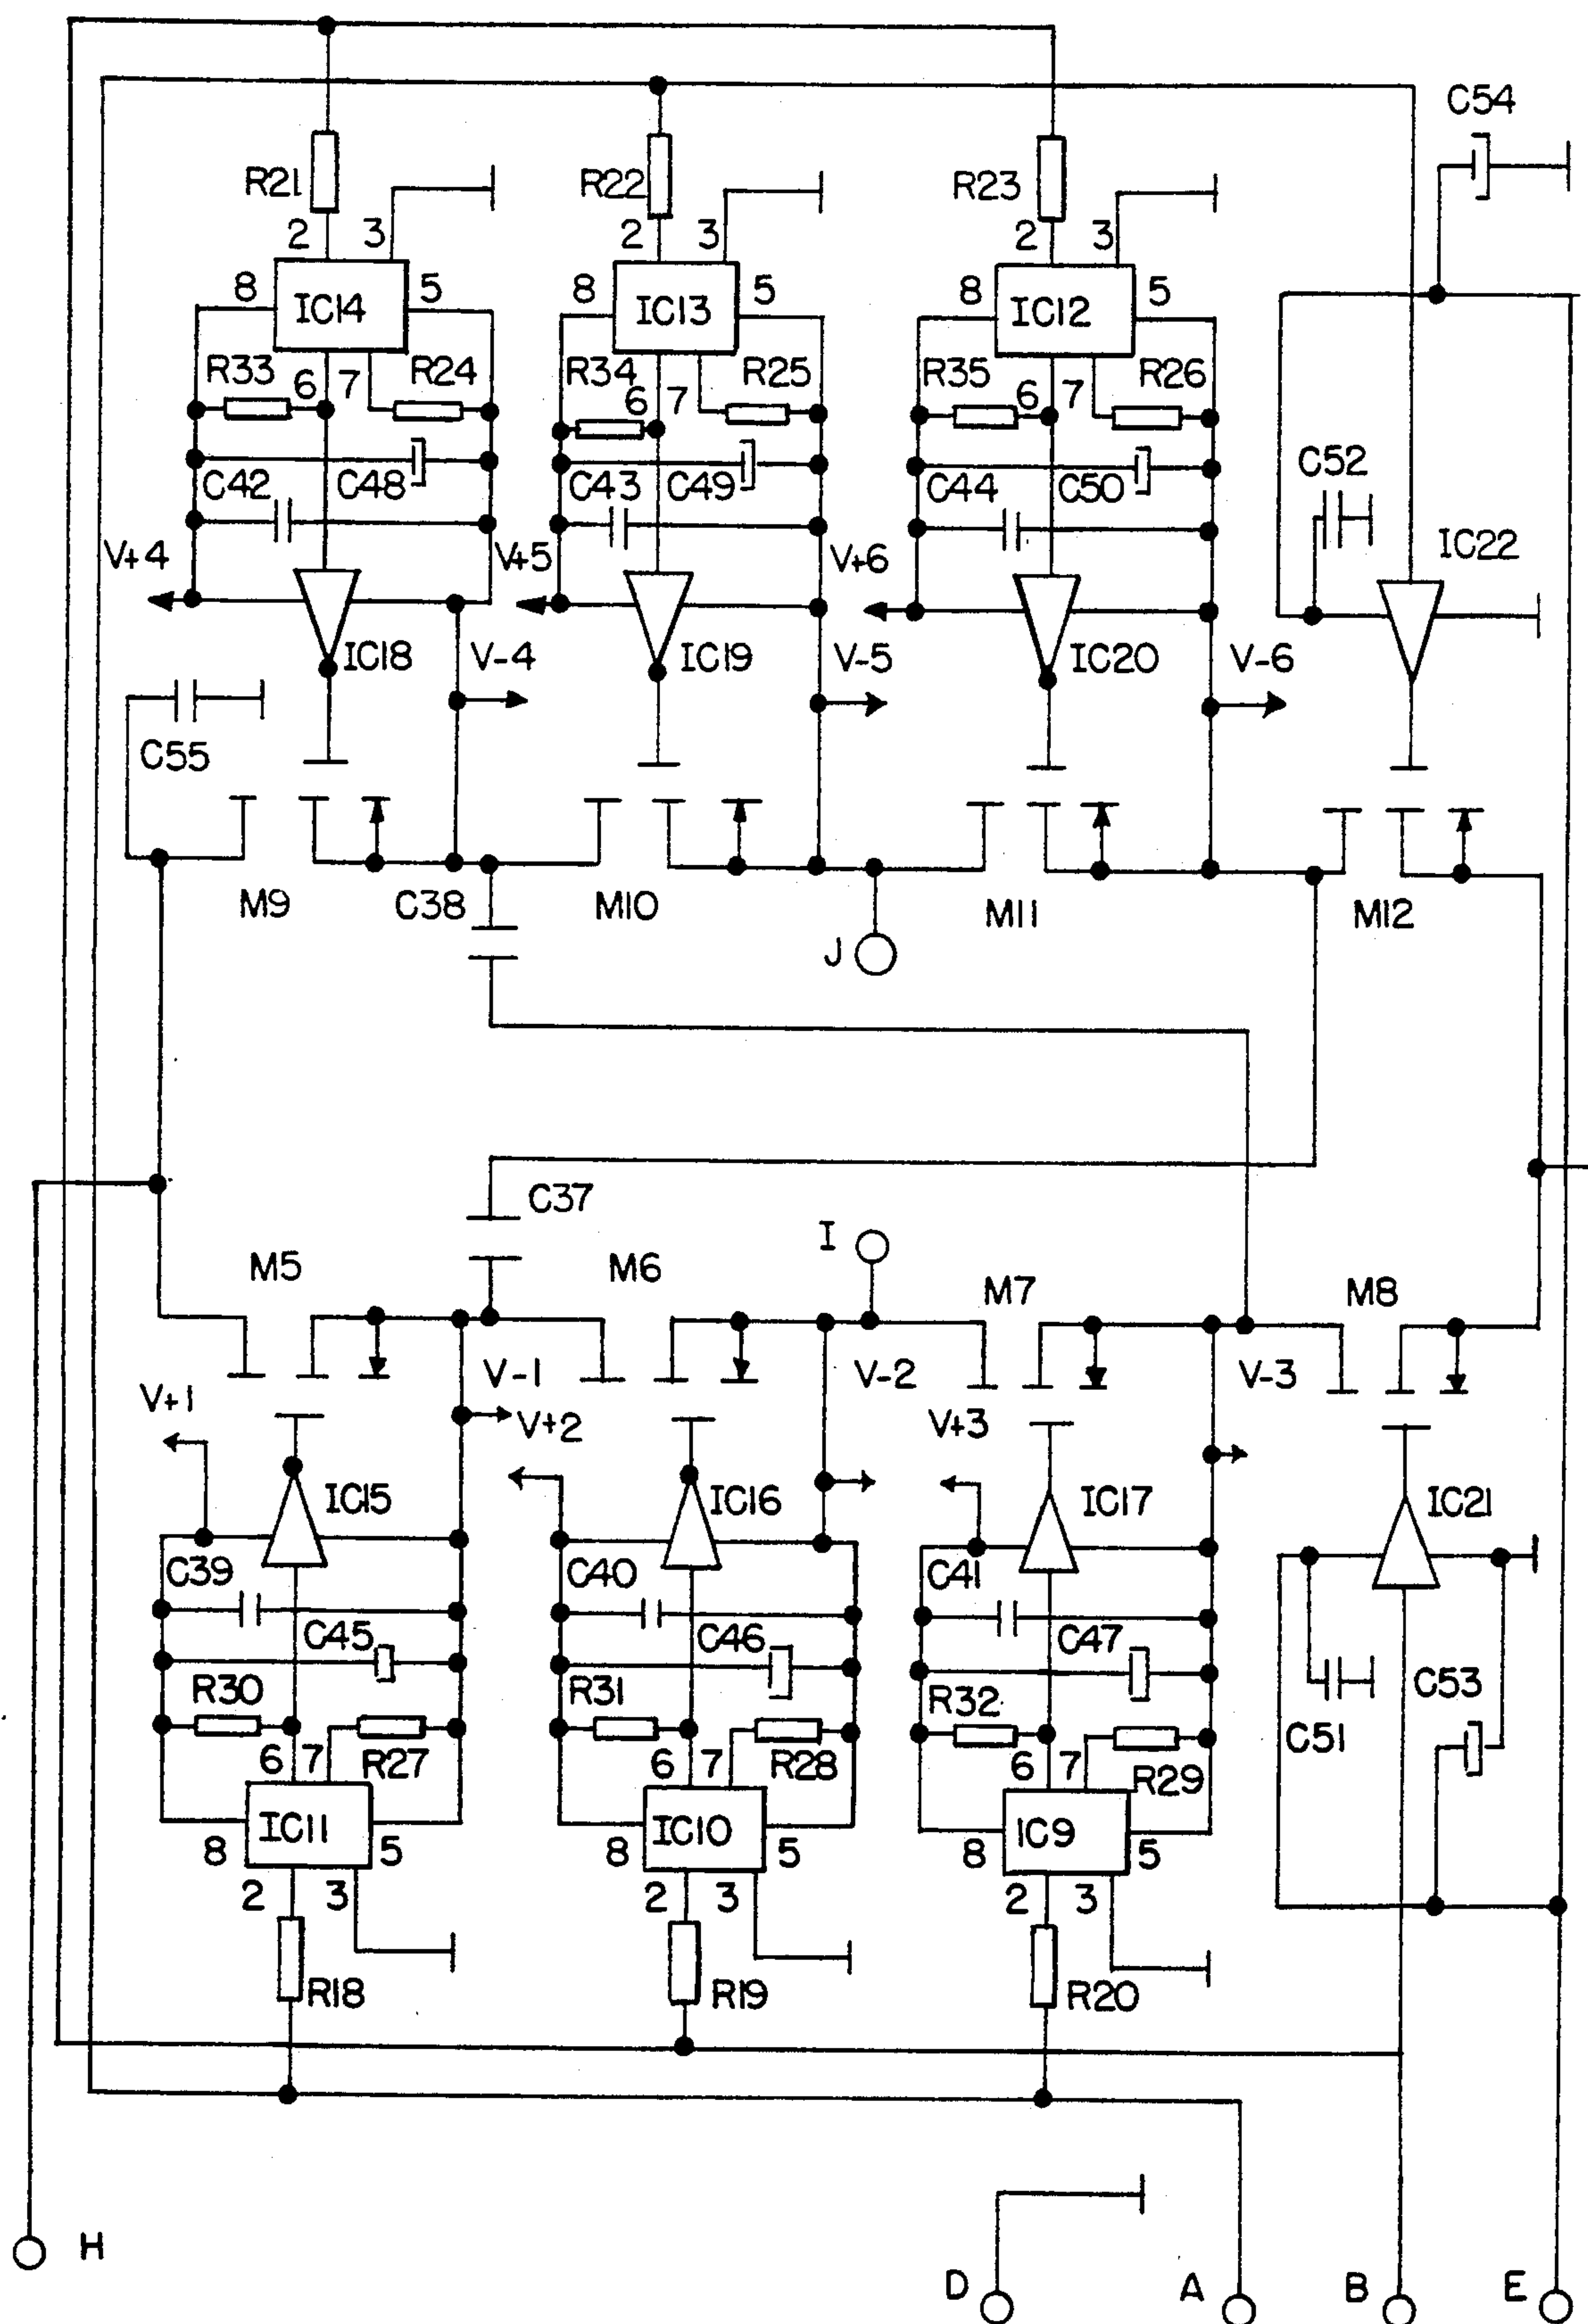 C54
R21
R22
R23
2 3 2 3 2 3
8 IC14 5 8 IC13 5 8 IC12 5
R33 6 7 R24 R34 6 7 R25 R35 6 7 R26
C42 C48 C43 C49 C44 C50 C52
V+4 V+5 V+6 IC22
IC18 V-4 IC19 V-5 IC20 V-6
C55
M9 C38 M10 M11 M12
J
C37
M5 M6 I M7 M8
V+1 V-1 V+2 V-2 V+3 V-3
IC15 IC16 IC17 IC21
C39 C40 C41
C45 C46 C47 C53
R30 R31 R32 C51
6 7 R27 6 7 R28 6 7 R29
8 IC11 5 8 IC10 5 8 IC9 5
2 3 2 3 2 3
R18 R19 R20
H
D A B E